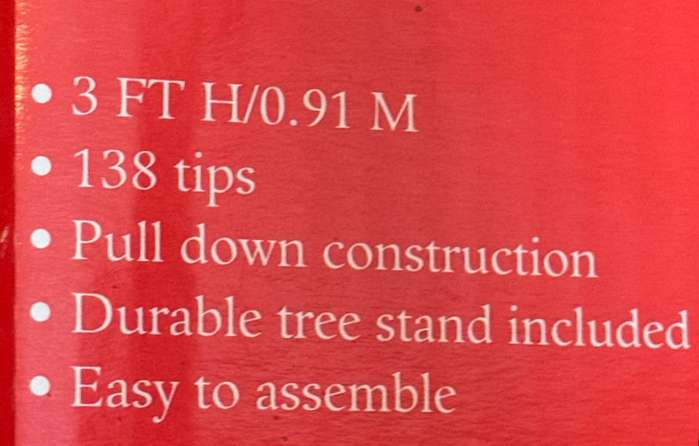 • 3 FT H/0.91 M
• 138 tips
• Pull down construction
• Durable tree stand included
• Easy to assemble